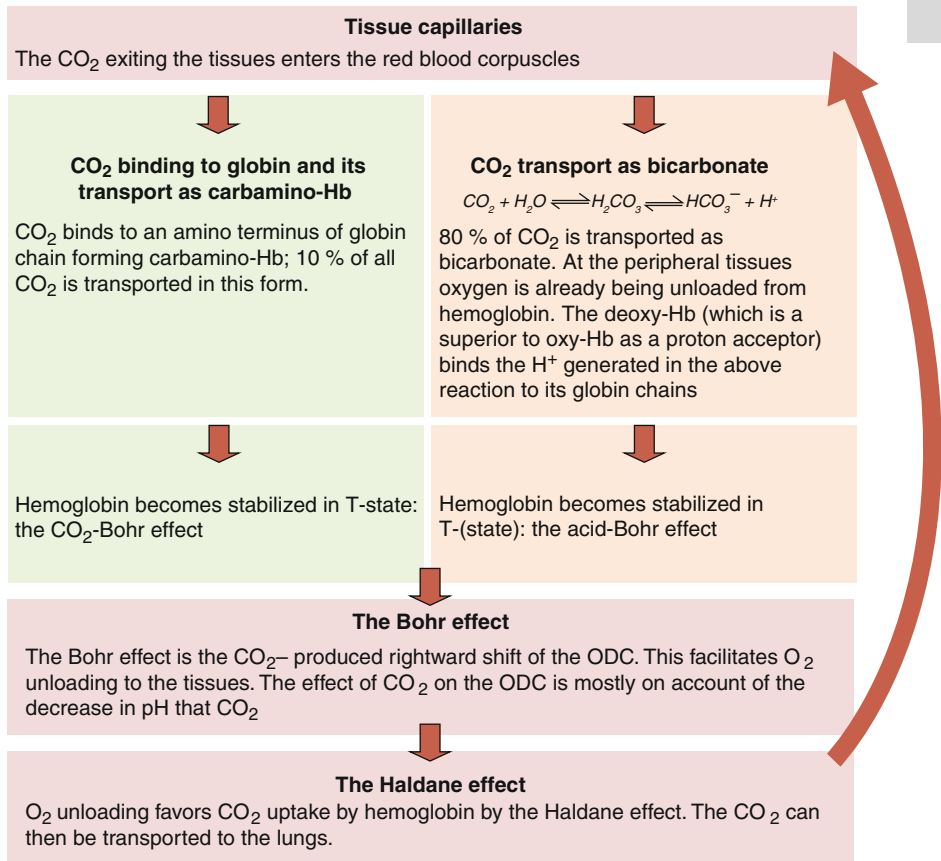 Tissue capillaries
The CO2 exiting the tissues enters the red blood corpuscles
CO2 binding to globin and its
transport as carbamino-Hb
CO2 binds to an amino terminus of globin
chain forming carbamino-Hb; 10 % of all
CO2 is transported in this form.
CO2 transport as bicarbonate
CO2 + H2O ⇌ H2CO3 ⇌ HCO3− + H+
80 % of CO2 is transported as
bicarbonate. At the peripheral tissues
oxygen is already being unloaded from
hemoglobin. The deoxy-Hb (which is a
superior to oxy-Hb as a proton acceptor)
binds the H+ generated in the above
reaction to its globin chains
Hemoglobin becomes stabilized in T-state:
the CO2-Bohr effect
Hemoglobin becomes stabilized in
T-(state): the acid-Bohr effect
The Bohr effect
The Bohr effect is the CO2– produced rightward shift of the ODC. This facilitates O2
unloading to the tissues. The effect of CO2 on the ODC is mostly on account of the
decrease in pH that CO2
The Haldane effect
O2 unloading favors CO2 uptake by hemoglobin by the Haldane effect. The CO2 can
then be transported to the lungs.